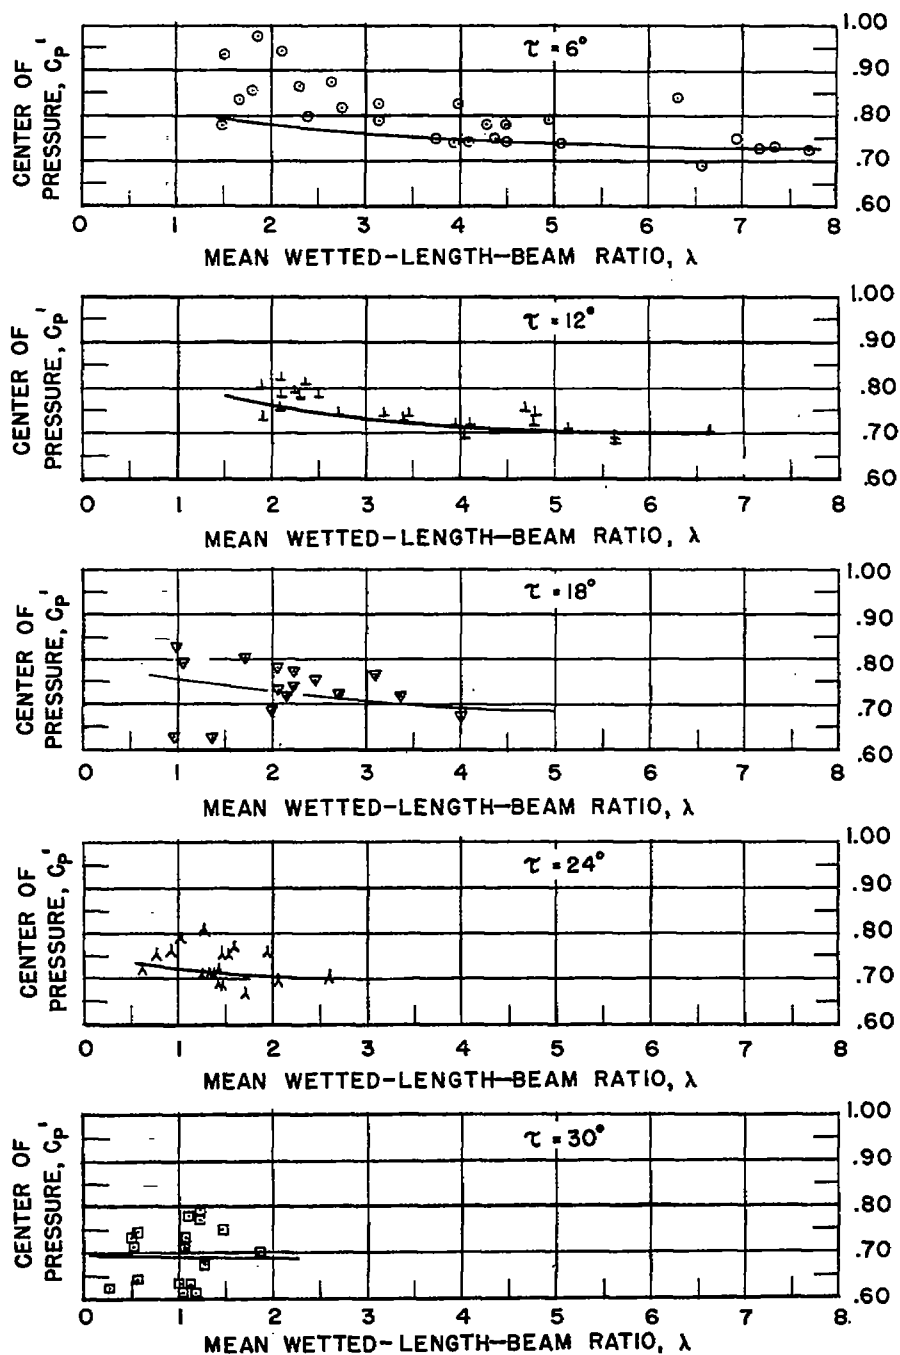 CENTER OF
PRESSURE, Cp'
τ = 6°
1.00
.90
.80
.70
.60
0 1 2 3 4 5 6 7 8
MEAN WETTED-LENGTH-BEAM RATIO, λ
CENTER OF
PRESSURE, Cp'
τ = 12°
1.00
.90
.80
.70
.60
0 1 2 3 4 5 6 7 8
MEAN WETTED-LENGTH-BEAM RATIO, λ
CENTER OF
PRESSURE, Cp'
τ = 18°
1.00
.90
.80
.70
.60
0 1 2 3 4 5 6 7 8
MEAN WETTED-LENGTH-BEAM RATIO, λ
CENTER OF
PRESSURE, Cp'
τ = 24°
1.00
.90
.80
.70
.60
0 1 2 3 4 5 6 7 8.
MEAN WETTED-LENGTH-BEAM RATIO, λ
CENTER OF
PRESSURE, Cp'
τ = 30°
1.00
.90
.80
.70
.60
0 1 2 3 4 5 6 7 8.
MEAN WETTED-LENGTH-BEAM RATIO, λ